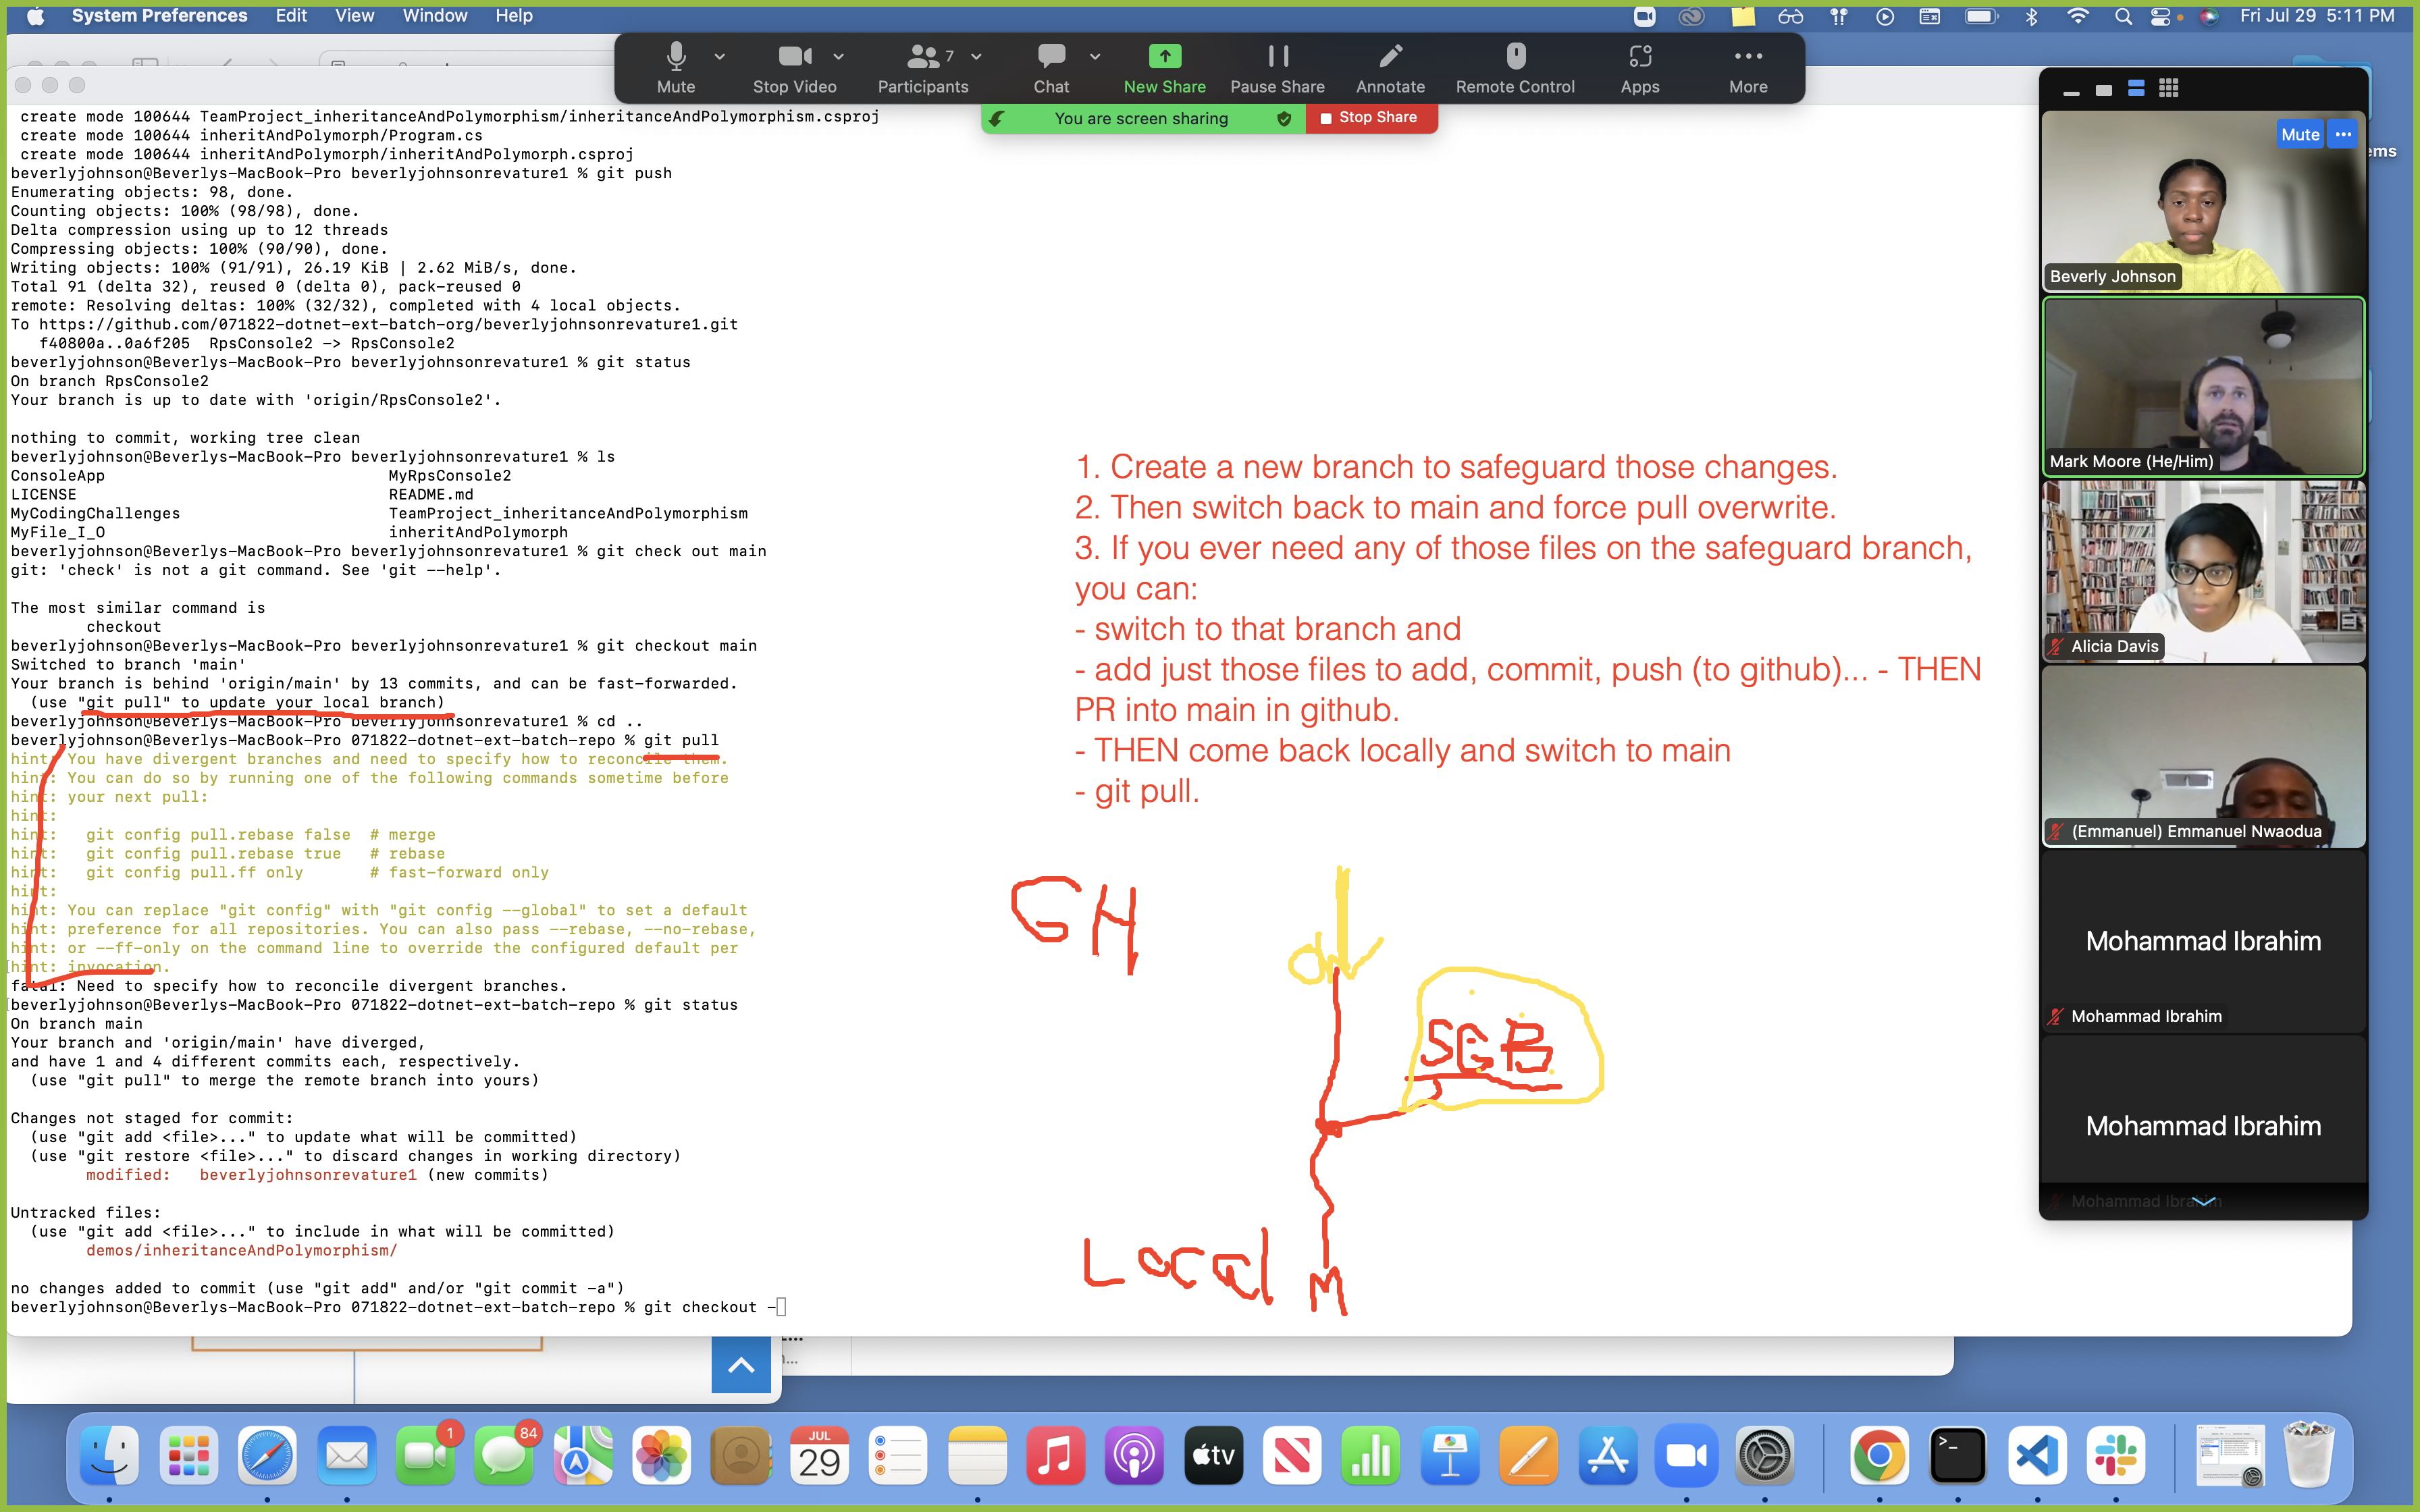 System Preferences Edit View Window Help
Fri Jul 29 5:11 PM
Mute
Stop Video
7
Participants
Chat
New Share
Pause Share
Annotate
Remote Control
Apps
More
You are screen sharing
Stop Share
create mode 100644 TeamProject_inheritanceAndPolymorphism/inheritanceAndPolymorphism.csproj
create mode 100644 inheritAndPolymorph/Program.cs
create mode 100644 inheritAndPolymorph/inheritAndPolymorph.csproj
beverlyjohnson@Beverlys-MacBook-Pro beverlyjohnsonrevature1 % git push
Enumerating objects: 98, done.
Counting objects: 100% (98/98), done.
Delta compression using up to 12 threads
Compressing objects: 100% (90/90), done.
Writing objects: 100% (91/91), 26.19 KiB | 2.62 MiB/s, done.
Total 91 (delta 32), reused 0 (delta 0), pack-reused 0
remote: Resolving deltas: 100% (32/32), completed with 4 local objects.
To https://github.com/071822-dotnet-ext-batch-org/beverlyjohnsonrevature1.git
f40800a..0a6f205 RpsConsole2 -> RpsConsole2
beverlyjohnson@Beverlys-MacBook-Pro beverlyjohnsonrevature1 % git status
On branch RpsConsole2
Your branch is up to date with 'origin/RpsConsole2'.
nothing to commit, working tree clean
beverlyjohnson@Beverlys-MacBook-Pro beverlyjohnsonrevature1 % ls
ConsoleApp MyRpsConsole2
LICENSE README.md
MyCodingChallenges TeamProject_inheritanceAndPolymorphism
MyFile_I_O inheritAndPolymorph
beverlyjohnson@Beverlys-MacBook-Pro beverlyjohnsonrevature1 % git check out main
git: 'check' is not a git command. See 'git --help'.
The most similar command is
checkout
beverlyjohnson@Beverlys-MacBook-Pro beverlyjohnsonrevature1 % git checkout main
Switched to branch 'main'
Your branch is behind 'origin/main' by 13 commits, and can be fast-forwarded.
(use "git pull" to update your local branch)
beverlyjohnson@Beverlys-MacBook-Pro beverlyjohnsonrevature1 % cd ..
beverlyjohnson@Beverlys-MacBook-Pro 071822-dotnet-ext-batch-repo % git pull
hint: You have divergent branches and need to specify how to reconcile them.
hint: You can do so by running one of the following commands sometime before
hint: your next pull:
hint:
hint: git config pull.rebase false # merge
hint: git config pull.rebase true # rebase
hint: git config pull.ff only # fast-forward only
hint:
hint: You can replace "git config" with "git config --global" to set a default
hint: preference for all repositories. You can also pass --rebase, --no-rebase,
hint: or --ff-only on the command line to override the configured default per
hint: invocation.
fatal: Need to specify how to reconcile divergent branches.
beverlyjohnson@Beverlys-MacBook-Pro 071822-dotnet-ext-batch-repo % git status
On branch main
Your branch and 'origin/main' have diverged,
and have 1 and 4 different commits each, respectively.
(use "git pull" to merge the remote branch into yours)
Changes not staged for commit:
(use "git add <file>..." to update what will be committed)
(use "git restore <file>..." to discard changes in working directory)
modified: beverlyjohnsonrevature1 (new commits)
Untracked files:
(use "git add <file>..." to include in what will be committed)
demos/inheritanceAndPolymorphism/
no changes added to commit (use "git add" and/or "git commit -a")
beverlyjohnson@Beverlys-MacBook-Pro 071822-dotnet-ext-batch-repo % git checkout -
1. Create a new branch to safeguard those changes.
2. Then switch back to main and force pull overwrite.
3. If you ever need any of those files on the safeguard branch,
you can:
- switch to that branch and
- add just those files to add, commit, push (to github)... - THEN
PR into main in github.
- THEN come back locally and switch to main
- git pull.
GH
SGB
Local M
Mute
Beverly Johnson
Mark Moore (He/Him)
Alicia Davis
(Emmanuel) Emmanuel Nwaodua
Mohammad Ibrahim
Mohammad Ibrahim
Mohammad Ibrahim
Mohammad Ibrahim
ems
1
84
JUL
29
tv